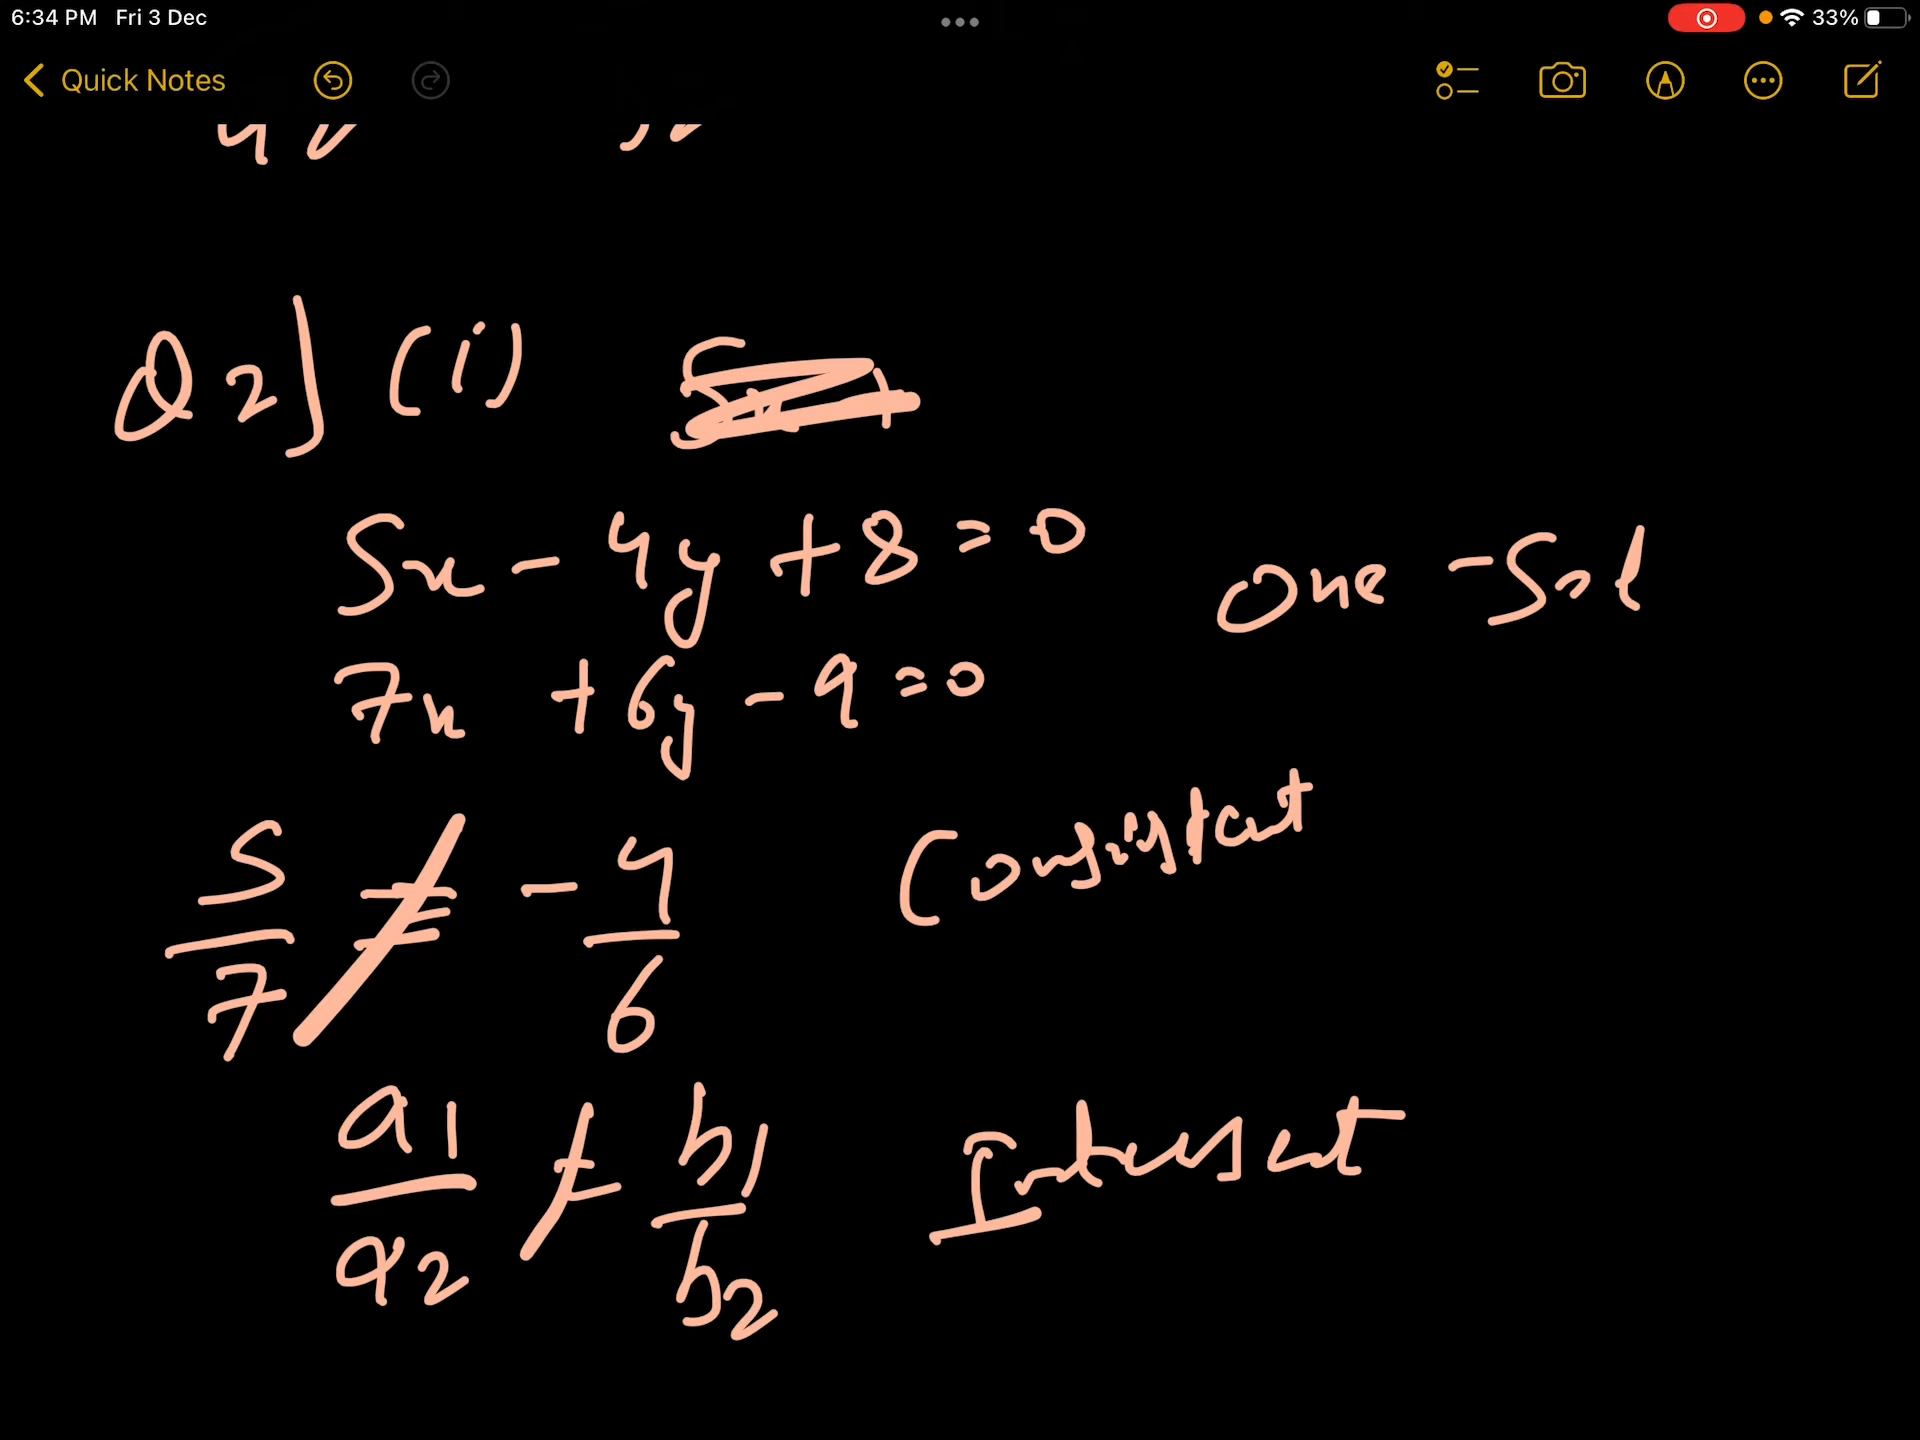 6:34 PM Fri 3 Dec
33%
Quick Notes
Q2] (i)
5x - 4y + 8 = 0
one - Sol
7x + 6y - 9 = 0
5/7 ≠ -4/6
Consistent
a1/a2 ≠ b1/b2
Intersect